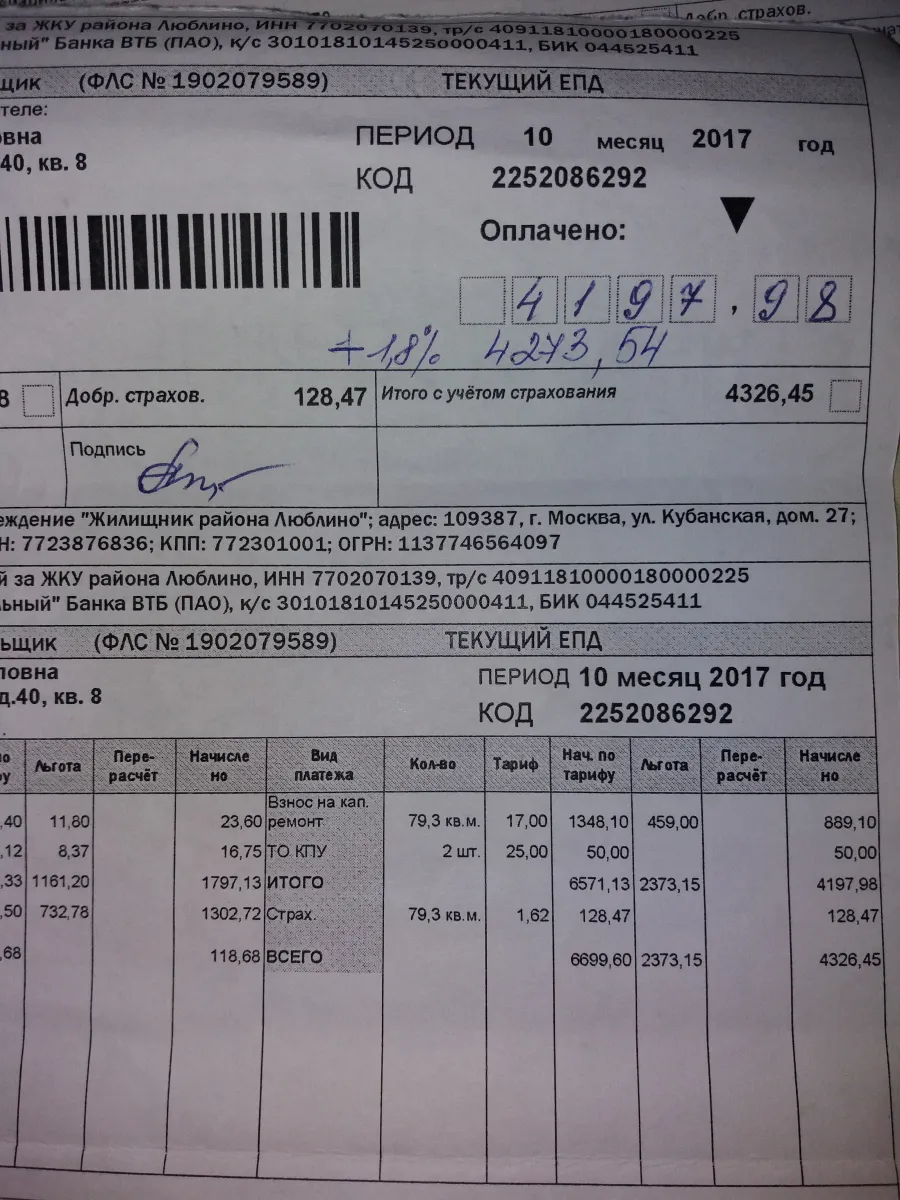 добр. страхов.
за ЖКУ района Люблино, ИНН 7702070139, тр/с 40911810000180000225
ный" Банка ВТБ (ПАО), к/с 30101810145250000411, БИК 044525411
щик (ФЛС № 1902079589) ТЕКУЩИЙ ЕПД
теле:
овна ПЕРИОД 10 месяц 2017 год
40, кв. 8
КОД 2252086292
Оплачено:
4197,98
+1,8% 4273,54
8 Добр. страхов. 128,47 Итого с учётом страхования 4326,45
Подпись
еждение "Жилищник района Люблино"; адрес: 109387, г. Москва, ул. Кубанская, дом. 27;
Н: 7723876836; КПП: 772301001; ОГРН: 1137746564097
й за ЖКУ района Люблино, ИНН 7702070139, тр/с 40911810000180000225
льный" Банка ВТБ (ПАО), к/с 30101810145250000411, БИК 044525411
ьщик (ФЛС № 1902079589) ТЕКУЩИЙ ЕПД
ловна ПЕРИОД 10 месяц 2017 год
д.40, кв. 8
КОД 2252086292
по Льгота Пере- Начисле Вид Кол-во Тариф Нач. по Льгота Пере- Начисле
фу расчёт но платежа тарифу расчёт но
Взнос на кап.
,40 11,80 23,60 ремонт 79,3 кв.м. 17,00 1348,10 459,00 889,10
,12 8,37 16,75 ТО КПУ 2 шт. 25,00 50,00 50,00
,33 1161,20 1797,13 ИТОГО 6571,13 2373,15 4197,98
,50 732,78 1302,72 Страх. 79,3 кв.м. 1,62 128,47 128,47
,68 118,68 ВСЕГО 6699,60 2373,15 4326,45